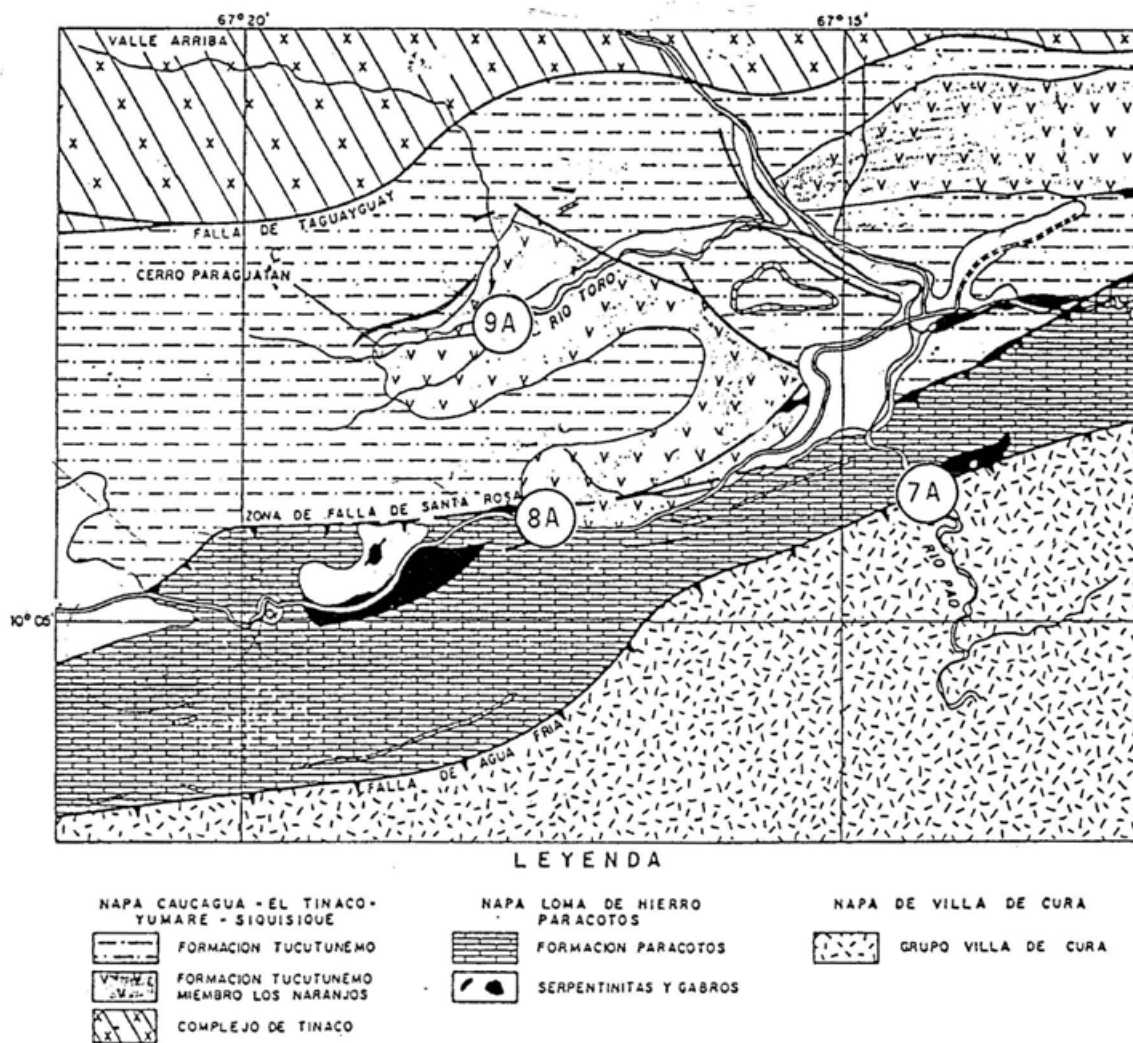 67° 20'
67° 15'
VALLE ARRIBA
FALLA DE TAGUAYGUAY
CERRO PARAGUATAN
9A
RIO TORO
ZONA DE FALLA DE SANTA ROSA
8A
7A
RIO PAO
10° 05'
FALLA DE AGUA FRIA
LEYENDA
NAPA CAUCAGUA - EL TINACO-
YUMARE - SIQUISIQUE
FORMACION TUCUTUNEMO
FORMACION TUCUTUNEMO
MIEMBRO LOS NARANJOS
COMPLEJO DE TINACO
NAPA LOMA DE HIERRO
PARACOTOS
FORMACION PARACOTOS
SERPENTINITAS Y GABROS
NAPA DE VILLA DE CURA
GRUPO VILLA DE CURA